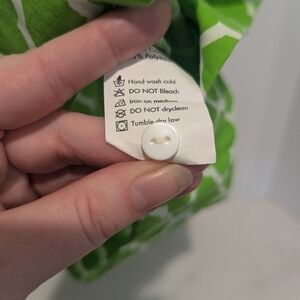 Hand wash cold
DO NOT Bleach
Iron on medium
DO NOT dryclean
Tumble dry low